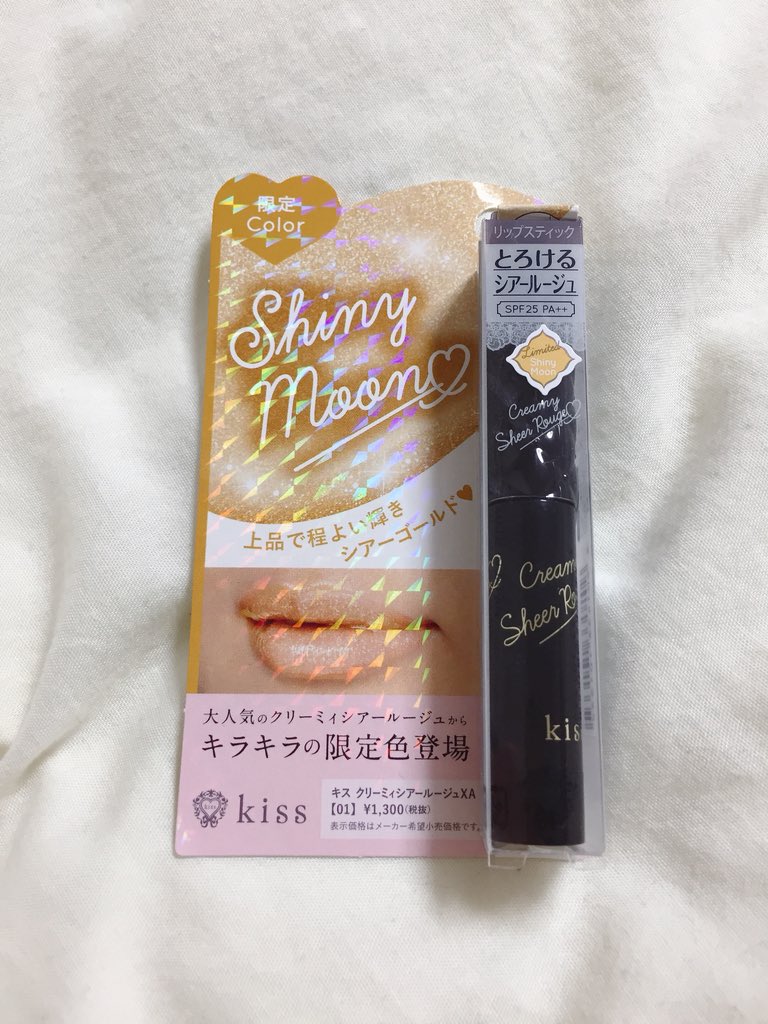 限定
Color
Shiny
Moon
上品で程よい輝き
シアーゴールド♥
大人気のクリーミィシアールージュから
キラキラの限定色登場
kiss
キス クリーミィシアールージュXA
【01】 ¥1,300(税抜)
表示価格はメーカー希望小売価格です。
リップスティック
とろける
シアールージュ
SPF25 PA++
Limited
Shiny
Moon
Creamy
Sheer Rouge
Cream
Sheer Ro
kis